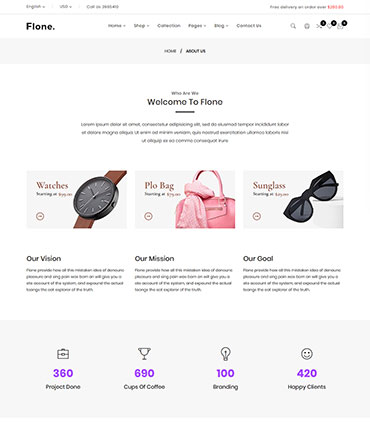 English USD Call Us 3965410
Free delivery on order over $200.00
Flone.
Home Shop Collection Pages Blog Contact Us
HOME / ABOUT US
Who Are We
Welcome To Flone
Lorem ipsum dolor sit amet, consectetur adipisicing elit, sed do eiusmod tempor incididunt labor
et dolore magna aliqua. Ut enim ad minim veniam, quis nostrud exercitation ullamco laboris nisi
ut aliquip ex ea commodo consequat irure
Watches
Starting at $99.00
Plo Bag
Starting at $79.00
Sunglass
Starting at $29.00
Our Vision
Flone provide how all this mistaken idea of denounc
pleasure and sing pain was born an will give you a
ete account of the system, and expound the actual
teangs the eat explorer of the truth.
Our Mission
Flone provide how all this mistaken idea of denounc
pleasure and sing pain was born an will give you a
ete account of the system, and expound the actual
teangs the eat explorer of the truth.
Our Goal
Flone provide how all this mistaken idea of denounc
pleasure and sing pain was born an will give you a
ete account of the system, and expound the actual
teangs the eat explorer of the truth.
360
Project Done
690
Cups Of Coffee
100
Branding
420
Happy Clients